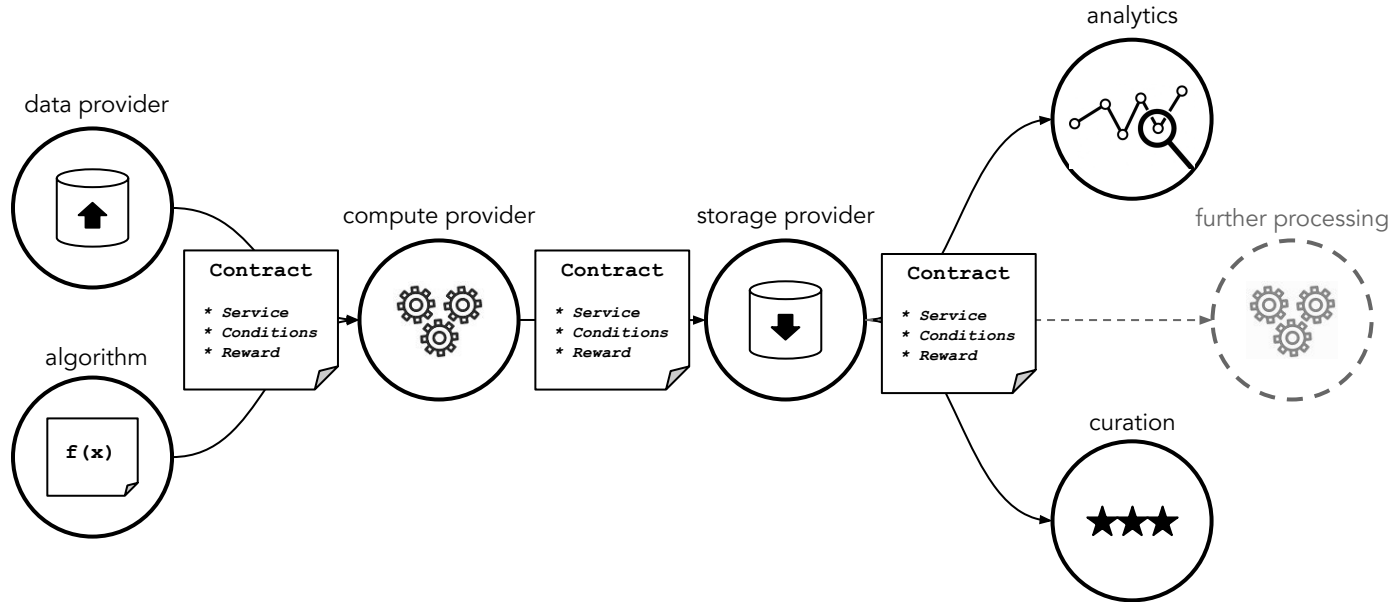 analytics
data provider
compute provider
storage provider
further processing
Contract
* Service
* Conditions
* Reward
Contract
* Service
* Conditions
* Reward
Contract
* Service
* Conditions
* Reward
algorithm
f(x)
curation